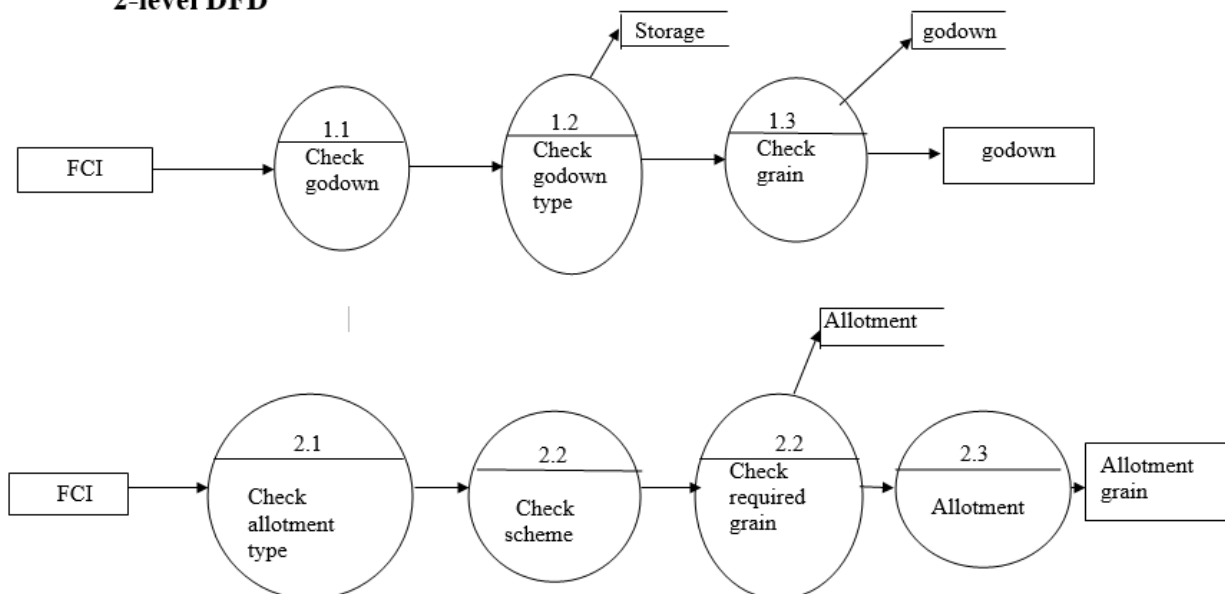 2-level DFD
Storage
godown
1.1
Check
godown
1.2
Check
godown
type
1.3
Check
grain
FCI
godown
Allotment
2.1
Check
allotment
type
2.2
Check
scheme
2.2
Check
required
grain
2.3
Allotment
FCI
Allotment
grain